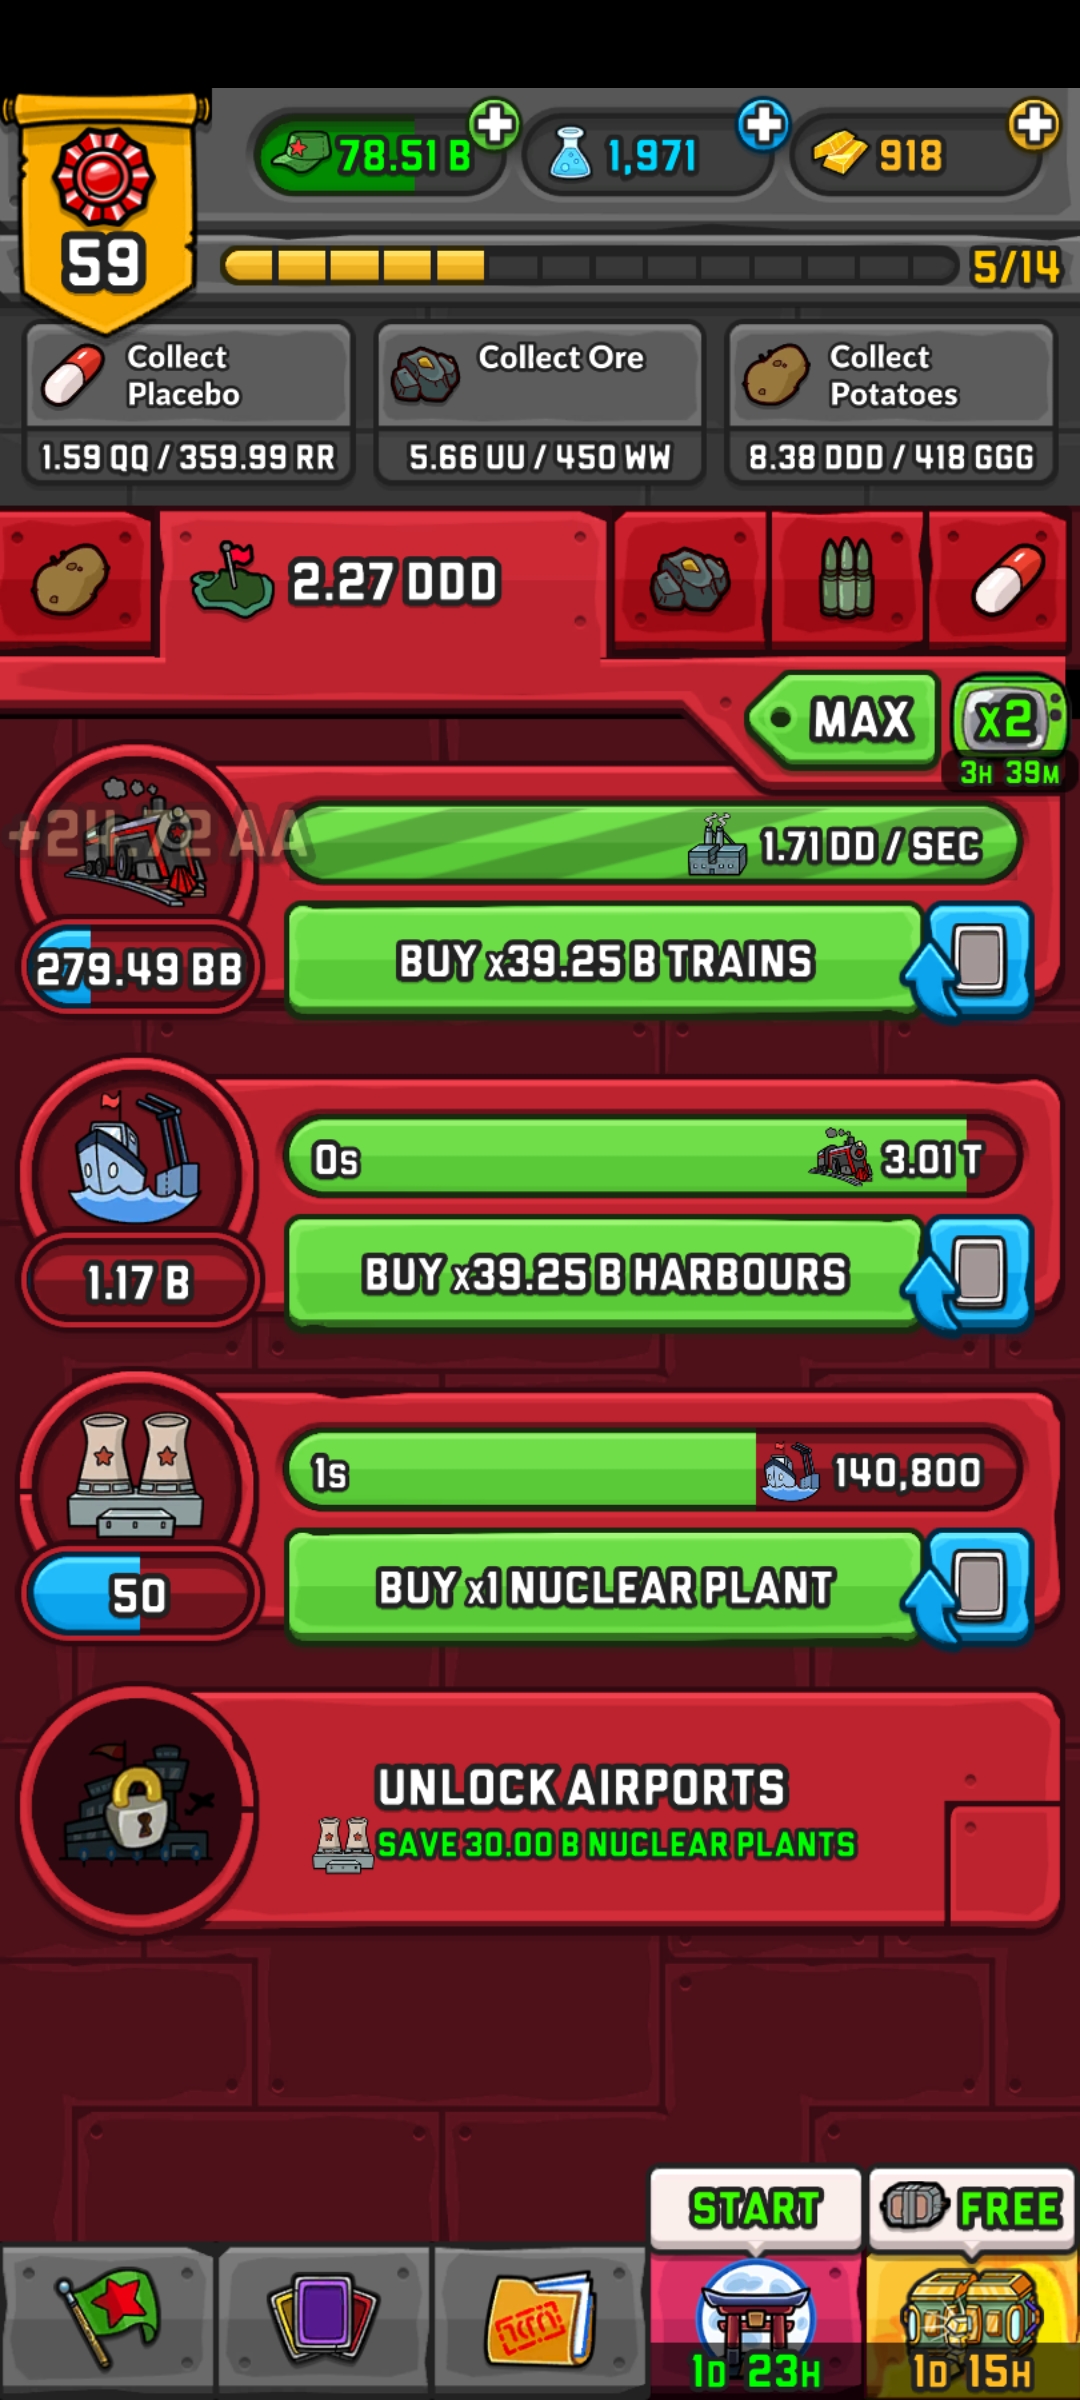 78.51 B
1,971
918
59
5/14
Collect Placebo
1.59 QQ / 359.99 RR
Collect Ore
5.66 UU / 450 WW
Collect Potatoes
8.38 DDD / 418 GGG
2.27 DDD
MAX
x2
3H 39M
+24.72 AA
1.71 DD / SEC
279.49 BB
BUY x39.25 B TRAINS
0s
3.01 T
1.17 B
BUY x39.25 B HARBOURS
1s
140,800
50
BUY x1 NUCLEAR PLANT
UNLOCK AIRPORTS
SAVE 30.00 B NUCLEAR PLANTS
START
FREE
1D 23H
1D 15H